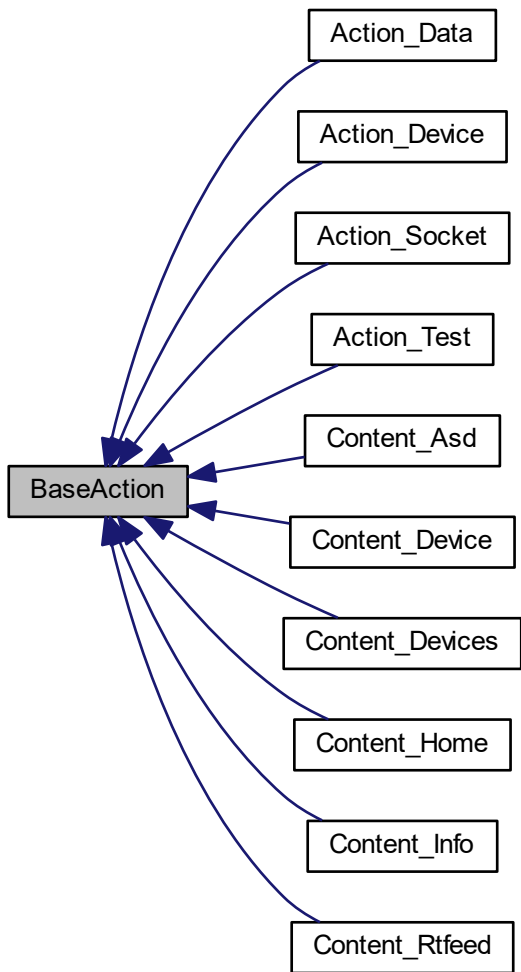 Action_Data
Action_Device
Action_Socket
Action_Test
Content_Asd
BaseAction
Content_Device
Content_Devices
Content_Home
Content_Info
Content_Rtfeed